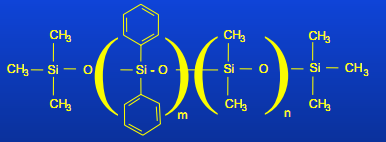 CH3 CH3 CH3
CH3 Si O ( Si - O ) ( Si O ) Si CH3
CH3 CH3 CH3
m n